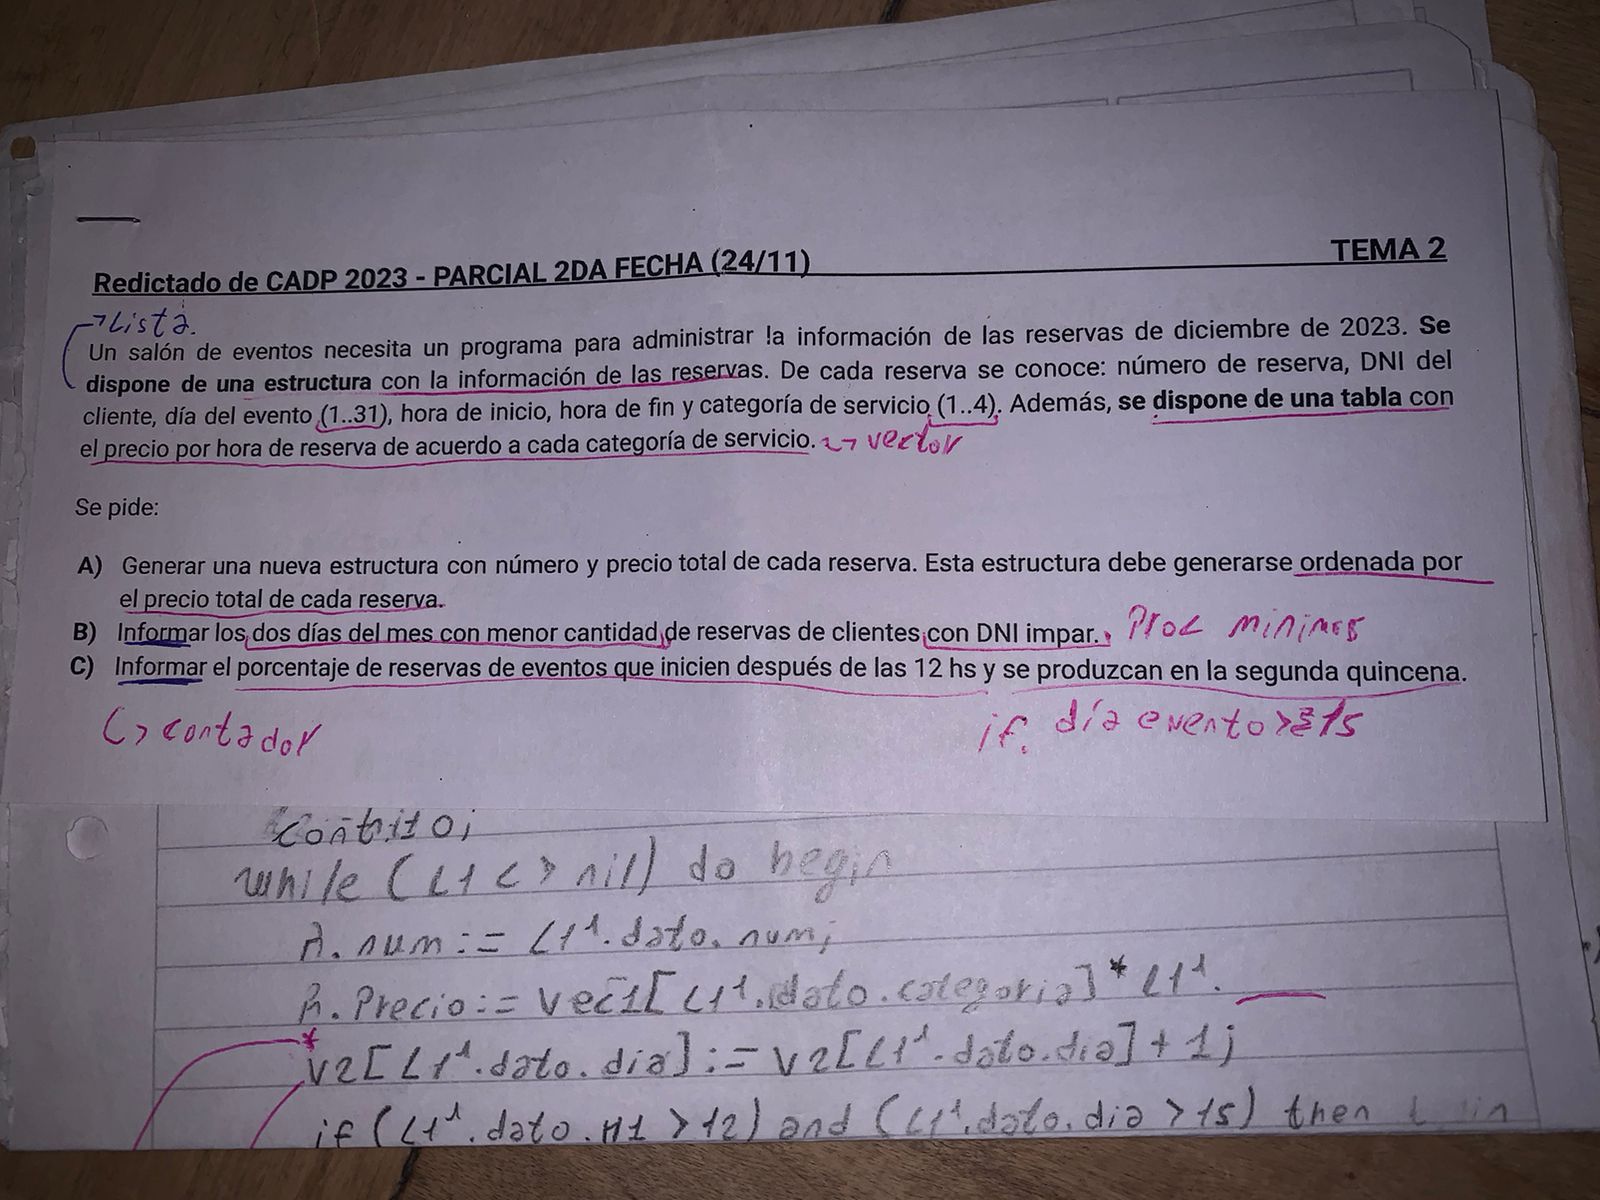 Redictado de CADP 2023 - PARCIAL 2DA FECHA (24/11) TEMA 2
→Lista.
Un salón de eventos necesita un programa para administrar la información de las reservas de diciembre de 2023. Se
dispone de una estructura con la información de las reservas. De cada reserva se conoce: número de reserva, DNI del
cliente, día del evento (1..31), hora de inicio, hora de fin y categoría de servicio (1..4). Además, se dispone de una tabla con
el precio por hora de reserva de acuerdo a cada categoría de servicio. → vector
Se pide:
A) Generar una nueva estructura con número y precio total de cada reserva. Esta estructura debe generarse ordenada por
el precio total de cada reserva.
B) Informar los dos días del mes con menor cantidad de reservas de clientes con DNI impar. Proc minimos
C) Informar el porcentaje de reservas de eventos que inicien después de las 12 hs y se produzcan en la segunda quincena.
↳ contador if. día evento > 15
while (L1 <> nil) do begin
R.num := L1^.dato.num;
R.Precio := vec1[L1^.dato.categoria] * L1^.
* v2[L1^.dato.dia] := v2[L1^.dato.dia] + 1;
if (L1^.dato.H1 > 12) and (L1^.dato.dia > 15) then